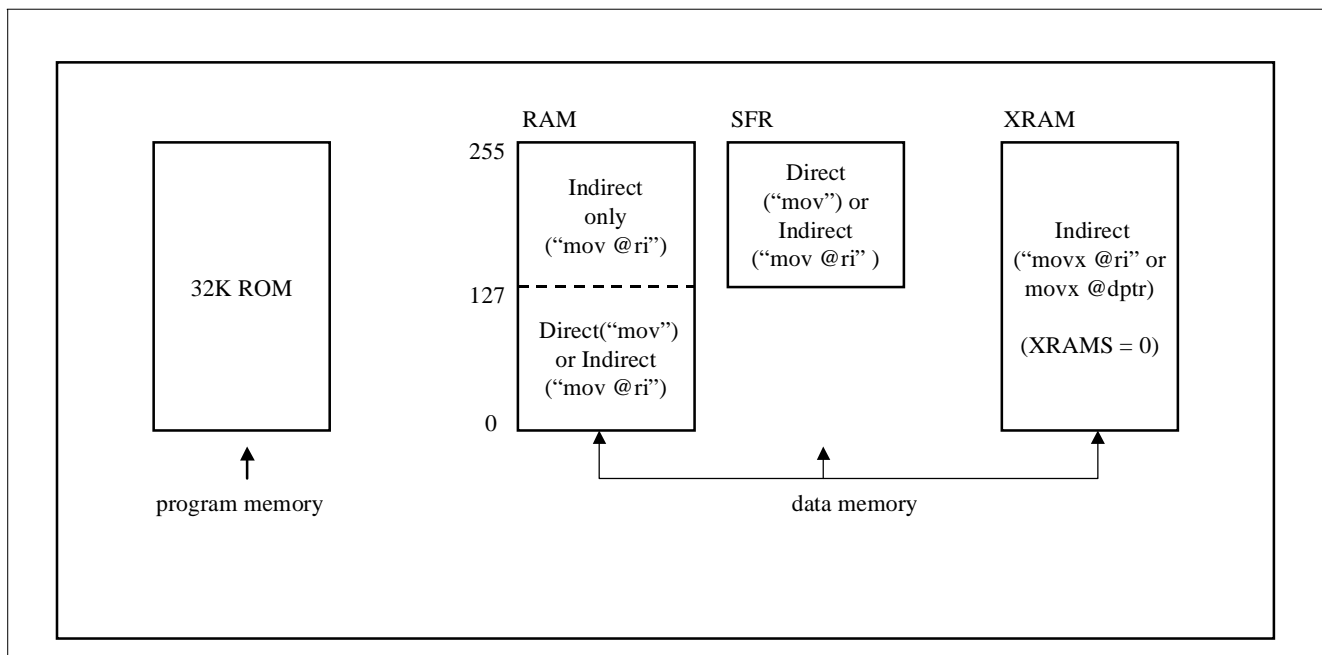 RAM
SFR
XRAM
255
127
0
32K ROM
Indirect
only
(“mov @ri”)
Direct(“mov”)
or Indirect
(“mov @ri”)
Direct
(“mov”) or
Indirect
(“mov @ri” )
Indirect
(“movx @ri” or
movx @dptr)
(XRAMS = 0)
program memory
data memory